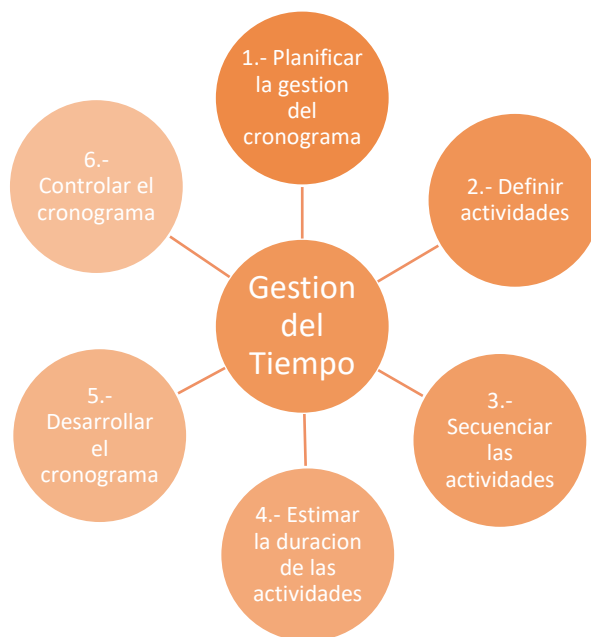 1.- Planificar
la gestion
del
cronograma
2.- Definir
actividades
3.-
Secuenciar
las
actividades
4.- Estimar
la duracion
de las
actividades
5.-
Desarrollar
el
cronograma
6.-
Controlar el
cronograma
Gestion
del
Tiempo